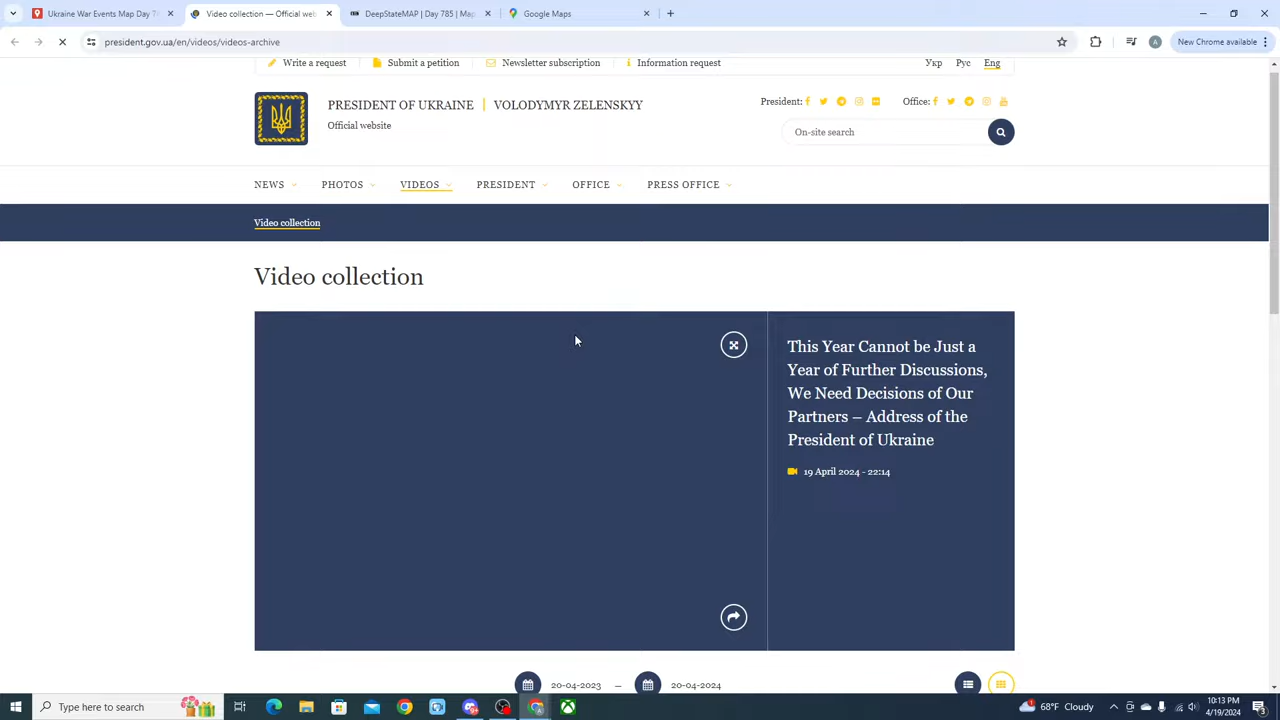 Ukraine War Events Map Day 7
Video collection — Official web
DeepStateMAP | Day 785 | Map
Google Maps
president.gov.ua/en/videos/videos-archive
A
New Chrome available
Write a request
Submit a petition
Newsletter subscription
Information request
Укр Рус Eng
PRESIDENT OF UKRAINE | VOLODYMYR ZELENSKYY
Official website
President:
Office:
On-site search
NEWS PHOTOS VIDEOS PRESIDENT OFFICE PRESS OFFICE
Video collection
Video collection
This Year Cannot be Just a
Year of Further Discussions,
We Need Decisions of Our
Partners – Address of the
President of Ukraine
19 April 2024 - 22:14
20-04-2023 — 20-04-2024
Type here to search
68°F Cloudy
10:13 PM
4/19/2024
3